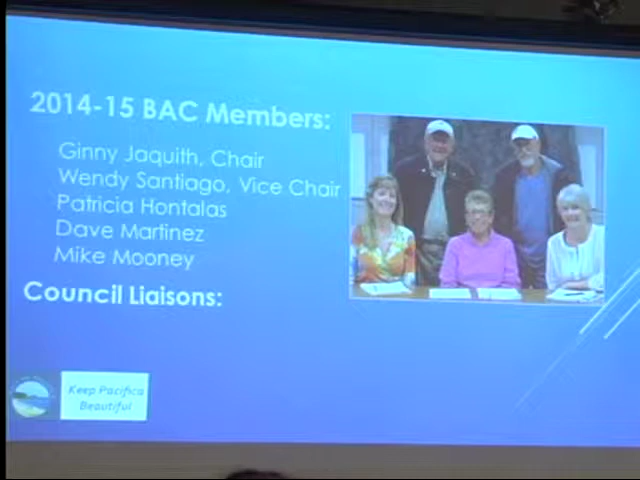 2014-15 BAC Members:
Ginny Jaquith, Chair
Wendy Santiago, Vice Chair
Patricia Hontalas
Dave Martinez
Mike Mooney
Council Liaisons:
Keep Pacifica
Beautiful